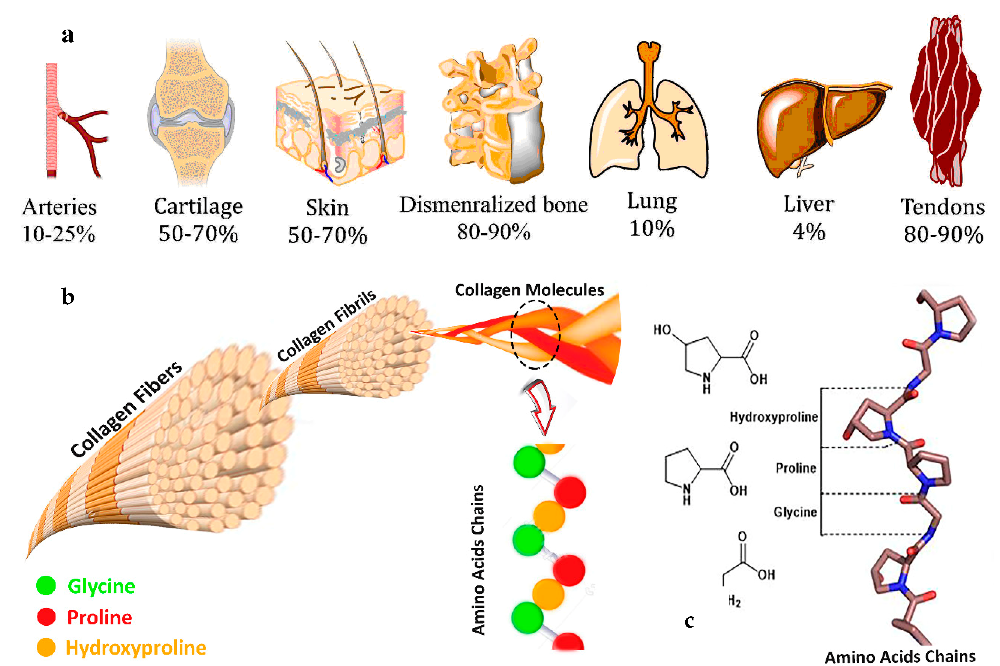 a
Arteries
10-25%
Cartilage
50-70%
Skin
50-70%
Dismenralized bone
80-90%
Lung
10%
Liver
4%
Tendons
80-90%
b
Collagen Fibers
Collagen Fibrils
Collagen Molecules
Amino Acids Chains
Glycine
Proline
Hydroxyproline
HO
O
OH
N
H
O
OH
N
H
O
OH
H2
Hydroxyproline
Proline
Glycine
c
Amino Acids Chains